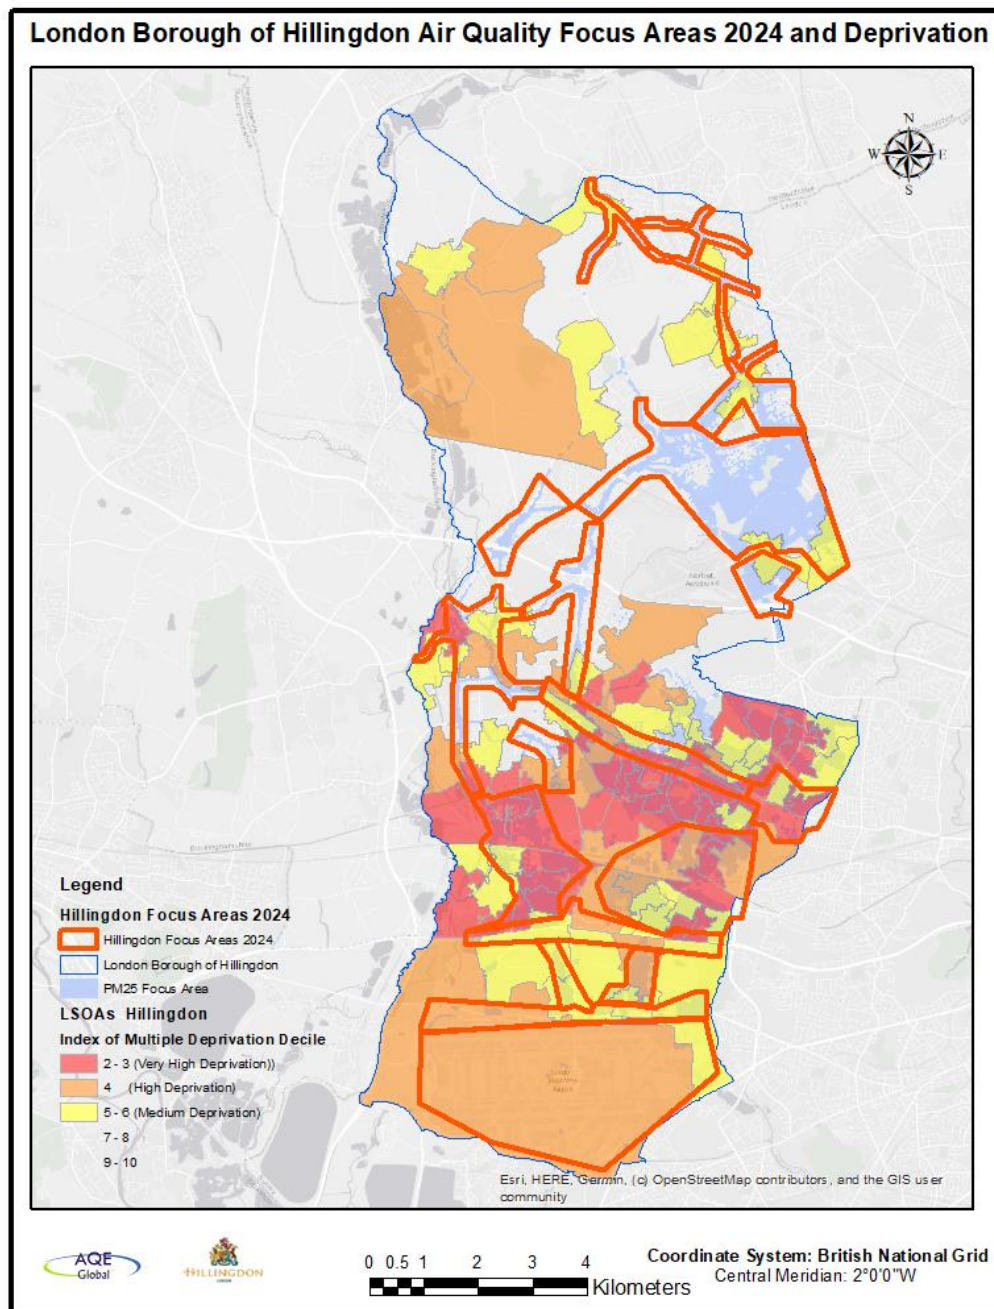 London Borough of Hillingdon Air Quality Focus Areas 2024 and Deprivation
N
W E
S
Northolt
Aerodrome
Buckinghamshire
Legend
Hillingdon Focus Areas 2024
Hillingdon Focus Areas 2024
London Borough of Hillingdon
PM25 Focus Area
LSOAs Hillingdon
Index of Multiple Deprivation Decile
2 - 3 (Very High Deprivation))
4 (High Deprivation)
5 - 6 (Medium Deprivation)
7 - 8
9 - 10
Esri, HERE, Garmin, (c) OpenStreetMap contributors, and the GIS user
community
AQE
Global
HILLINGDON
LONDON
0 0.5 1 2 3 4
Kilometers
Coordinate System: British National Grid
Central Meridian: 2°0'0"W